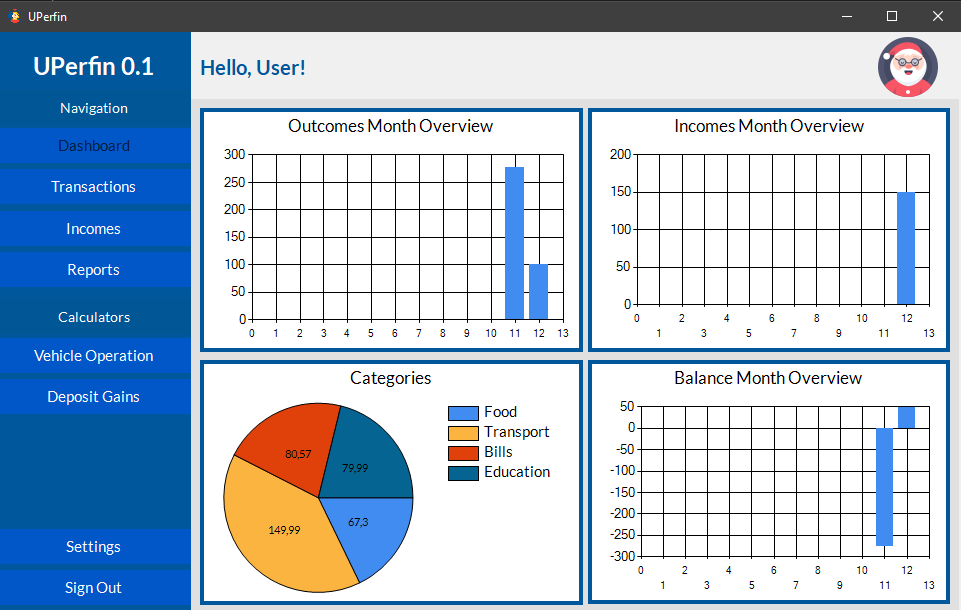 UPerfin
UPerfin 0.1
Navigation
Dashboard
Transactions
Incomes
Reports
Calculators
Vehicle Operation
Deposit Gains
Settings
Sign Out
Hello, User!
Outcomes Month Overview
300
250
200
150
100
50
0
0 1 2 3 4 5 6 7 8 9 10 11 12 13
Incomes Month Overview
200
150
100
50
0
0 2 4 6 8 10 12
1 3 5 7 9 11 13
Categories
80,57
79,99
149,99
67,3
Food
Transport
Bills
Education
Balance Month Overview
50
0
-50
-100
-150
-200
-250
-300
0 2 4 6 8 10 12
1 3 5 7 9 11 13